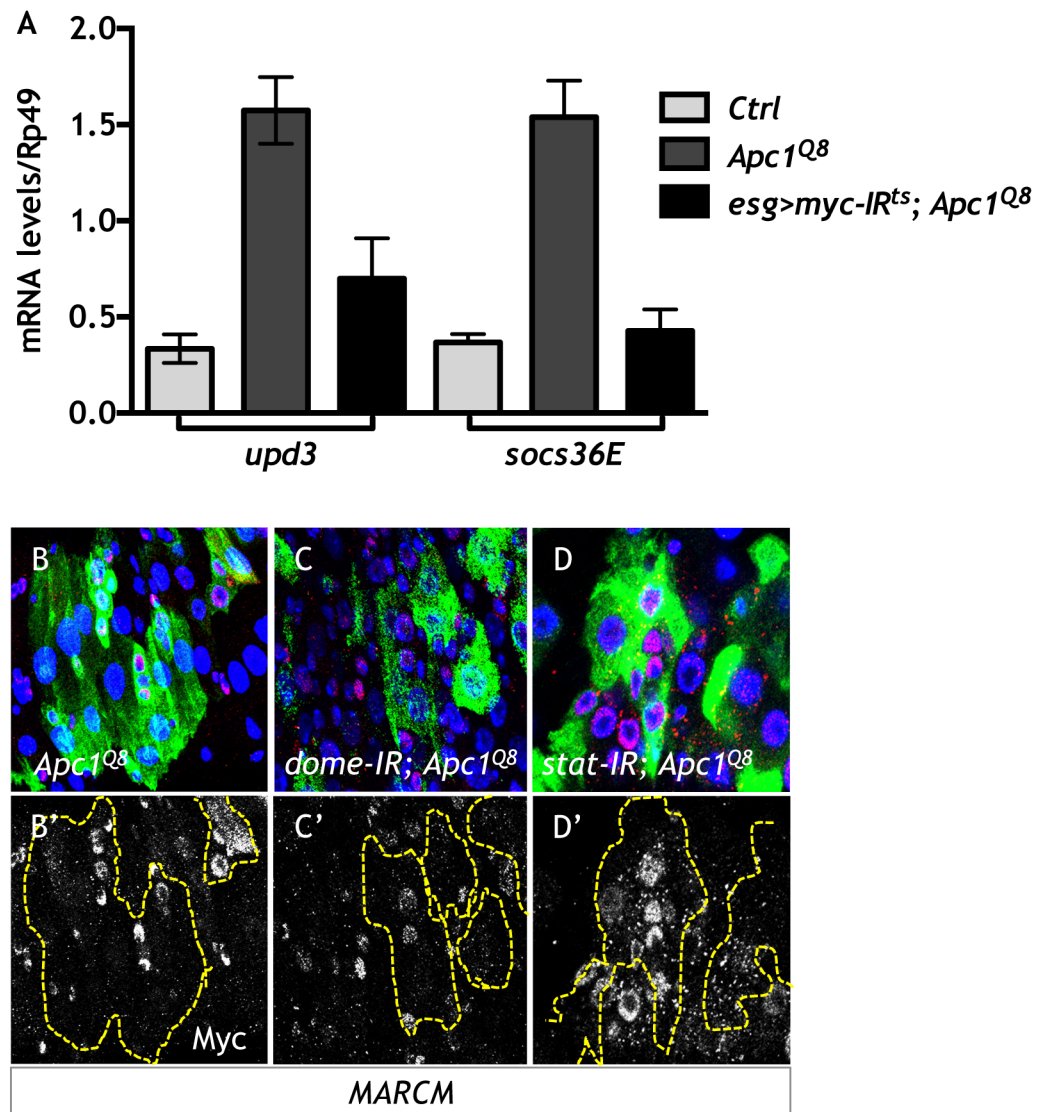 A
2.0
1.5
1.0
0.5
0.0
mRNA levels/Rp49
Ctrl
Apc1Q8
esg>myc-IRts; Apc1Q8
upd3
socs36E
B
Apc1Q8
C
dome-IR; Apc1Q8
D
stat-IR; Apc1Q8
B'
Myc
C'
D'
MARCM